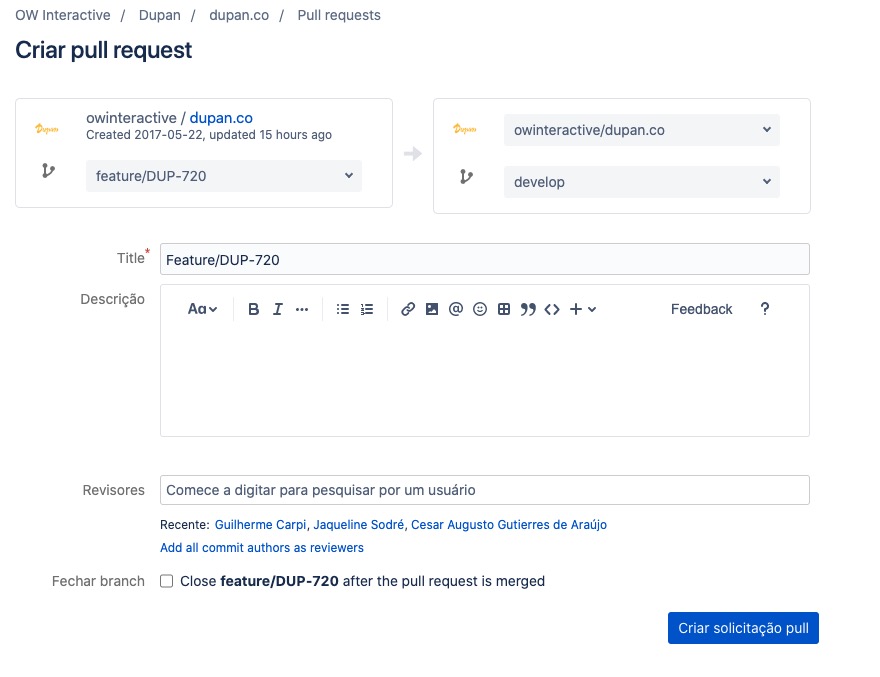 OW Interactive / Dupan / dupan.co / Pull requests
Criar pull request
Dupan
owinteractive / dupan.co
Created 2017-05-22, updated 15 hours ago
feature/DUP-720
Dupan
owinteractive/dupan.co
develop
Title*
Feature/DUP-720
Descrição
Aa B I ••• @ + Feedback ?
Revisores
Comece a digitar para pesquisar por um usuário
Recente: Guilherme Carpi, Jaqueline Sodré, Cesar Augusto Gutierres de Araújo
Add all commit authors as reviewers
Fechar branch
Close feature/DUP-720 after the pull request is merged
Criar solicitação pull